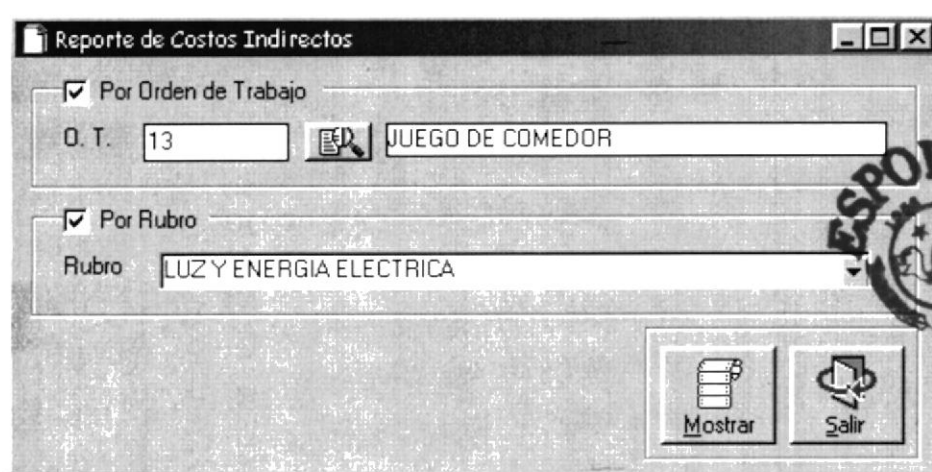 Reporte de Costos Indirectos
Por Orden de Trabajo
O. T. 13 JUEGO DE COMEDOR
Por Rubro
Rubro LUZ Y ENERGIA ELECTRICA
Mostrar Salir